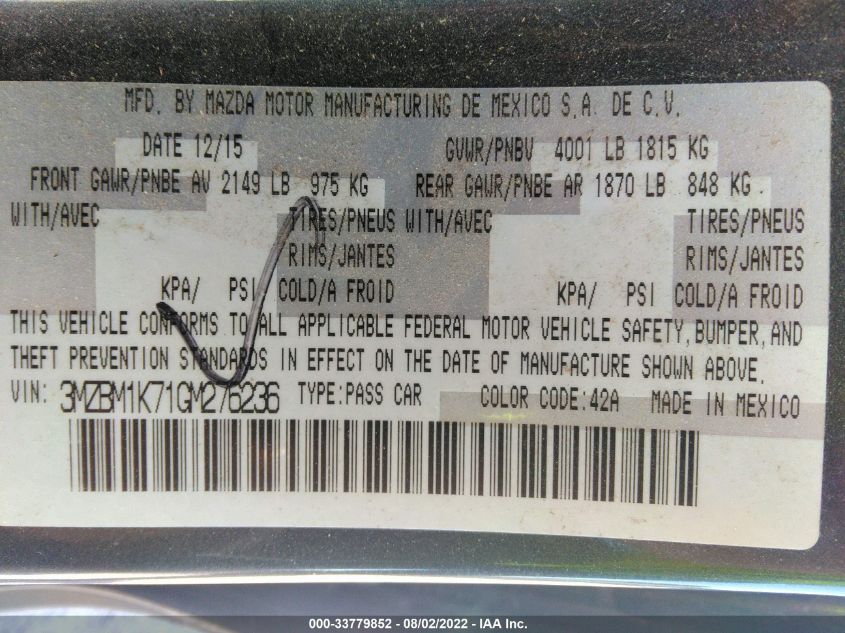 MFD. BY MAZDA MOTOR MANUFACTURING DE MEXICO S.A. DE C.V.
DATE 12/15 GVWR/PNBV 4001 LB 1815 KG
FRONT GAWR/PNBE AV 2149 LB 975 KG REAR GAWR/PNBE AR 1870 LB 848 KG
WITH/AVEC TIRES/PNEUS WITH/AVEC TIRES/PNEUS
RIMS/JANTES RIMS/JANTES
KPA/ PSI COLD/A FROID KPA/ PSI COLD/A FROID
THIS VEHICLE CONFORMS TO ALL APPLICABLE FEDERAL MOTOR VEHICLE SAFETY, BUMPER, AND
THEFT PREVENTION STANDARDS IN EFFECT ON THE DATE OF MANUFACTURE SHOWN ABOVE.
VIN: 3MZBM1K71GM276236 TYPE:PASS CAR COLOR CODE:42A MADE IN MEXICO
000-33779852 - 08/02/2022 - IAA Inc.